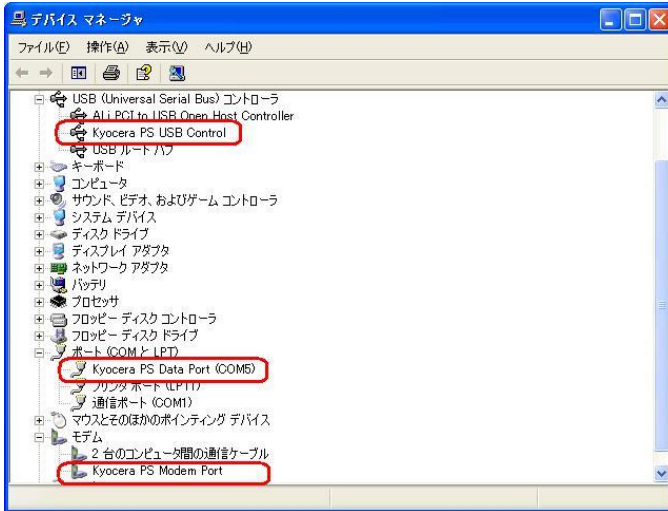 デバイス マネージャ
ファイル(F) 操作(A) 表示(V) ヘルプ(H)
USB (Universal Serial Bus) コントローラ
ALi PCI to USB Open Host Controller
Kyocera PS USB Control
USB ルート ハブ
キーボード
コンピュータ
サウンド、ビデオ、およびゲーム コントローラ
システム デバイス
ディスク ドライブ
ディスプレイ アダプタ
ネットワーク アダプタ
バッテリ
プロセッサ
フロッピー ディスク コントローラ
フロッピー ディスク ドライブ
ポート (COM と LPT)
Kyocera PS Data Port (COM5)
プリンタ ポート (LPT1)
通信ポート (COM1)
マウスとそのほかのポインティング デバイス
モデム
2 台のコンピュータ間の通信ケーブル
Kyocera PS Modem Port